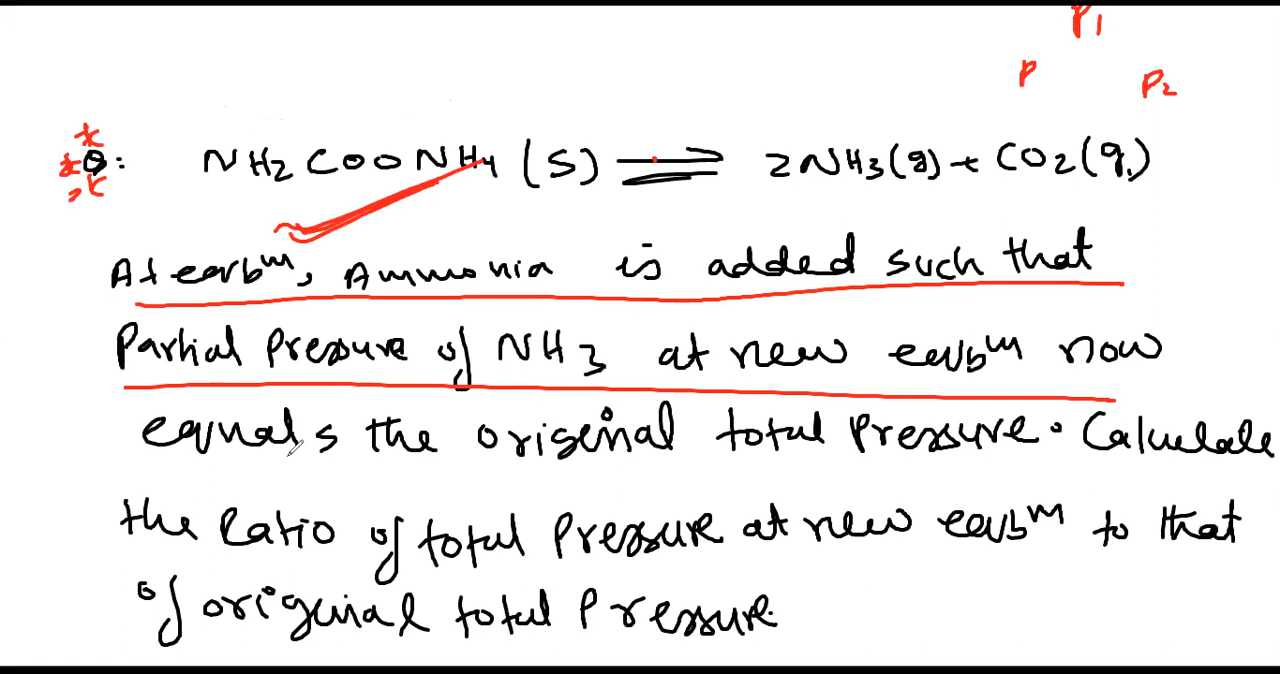 P1
P P2
Q: NH2COONH4 (S) ⇌ 2NH3(g) + CO2(g)
At eqbm, Ammonia is added such that
Partial Pressure of NH3 at new eqbm now
equals the original total Pressure. Calculate
the Ratio of total Pressure at new eqbm to that
of original total Pressure.